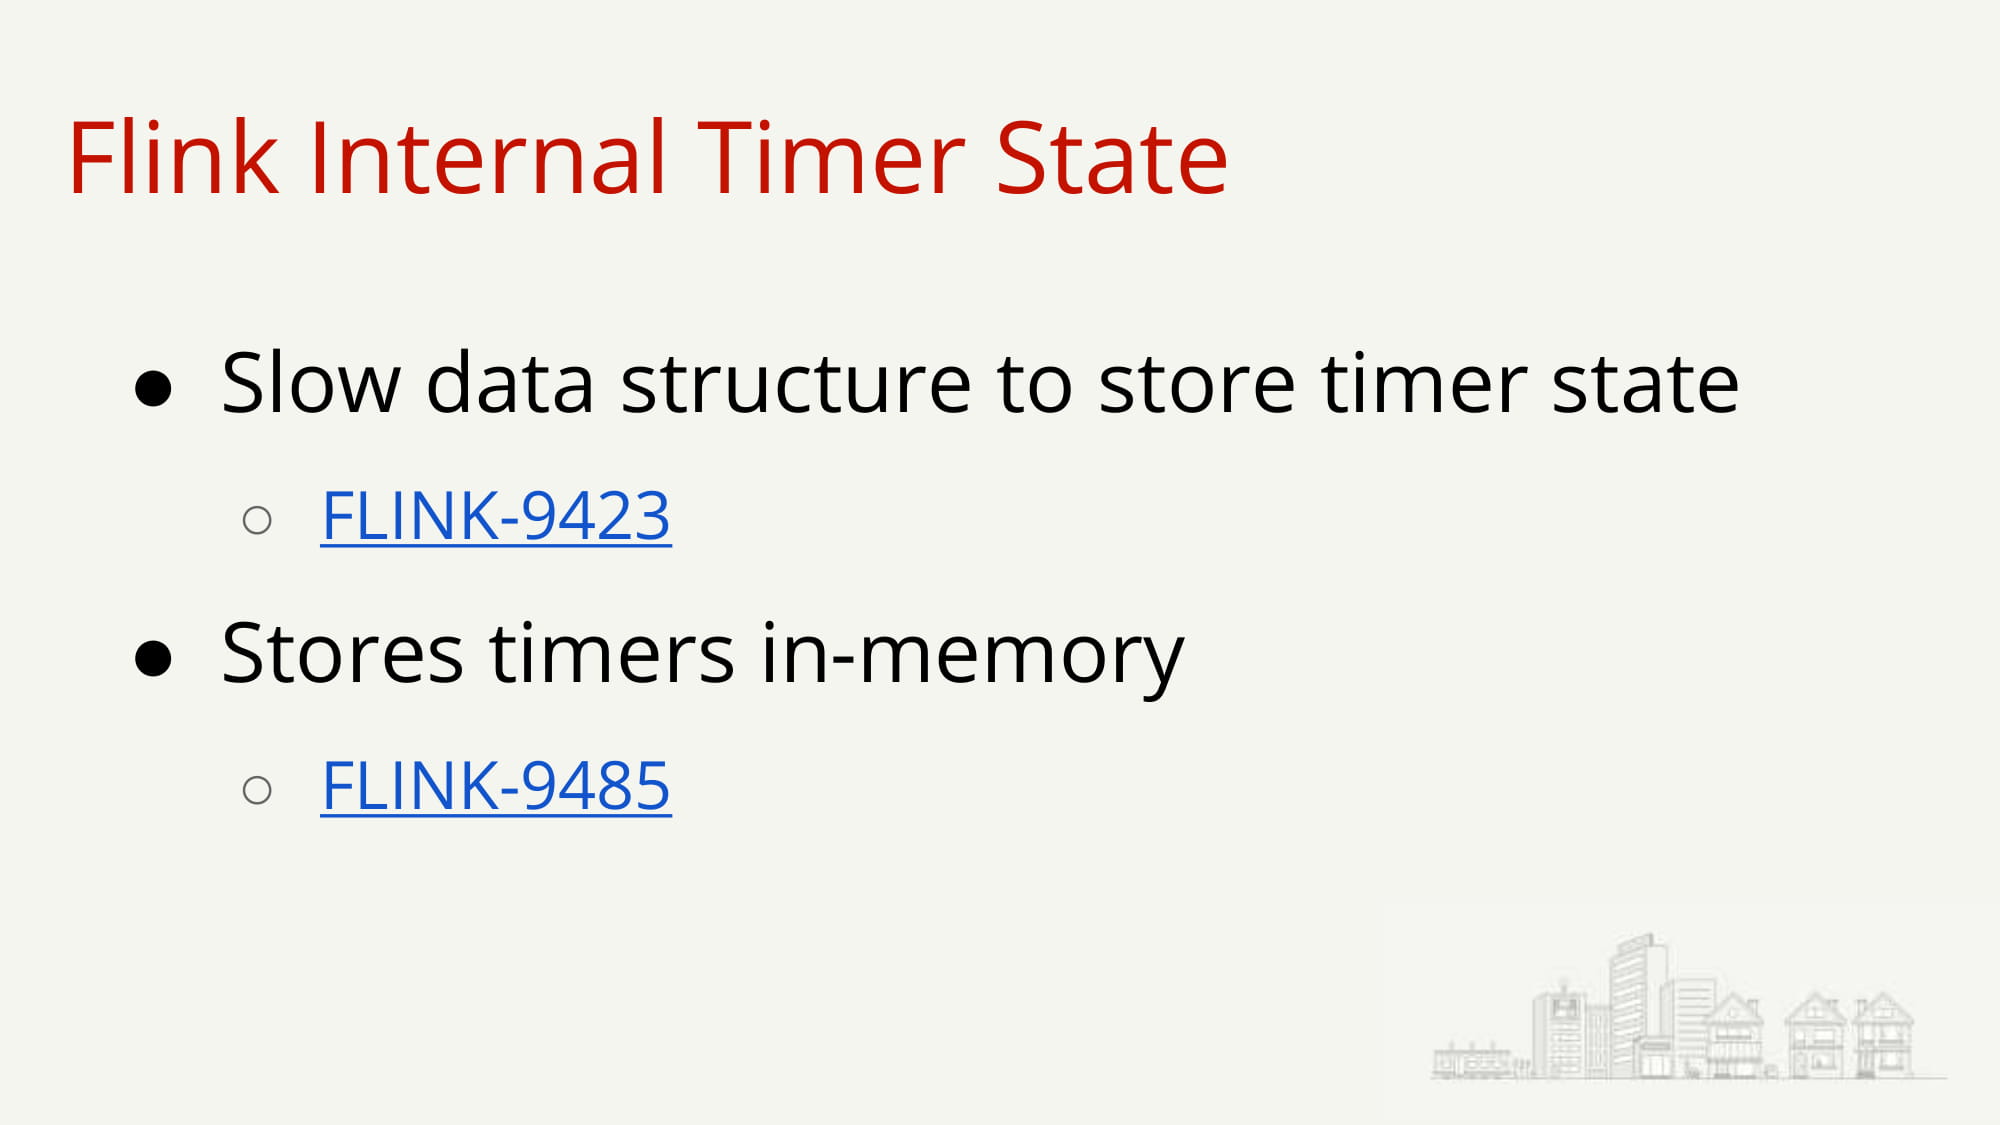 Flink Internal Timer State
● Slow data structure to store timer state
○ FLINK-9423
● Stores timers in-memory
○ FLINK-9485